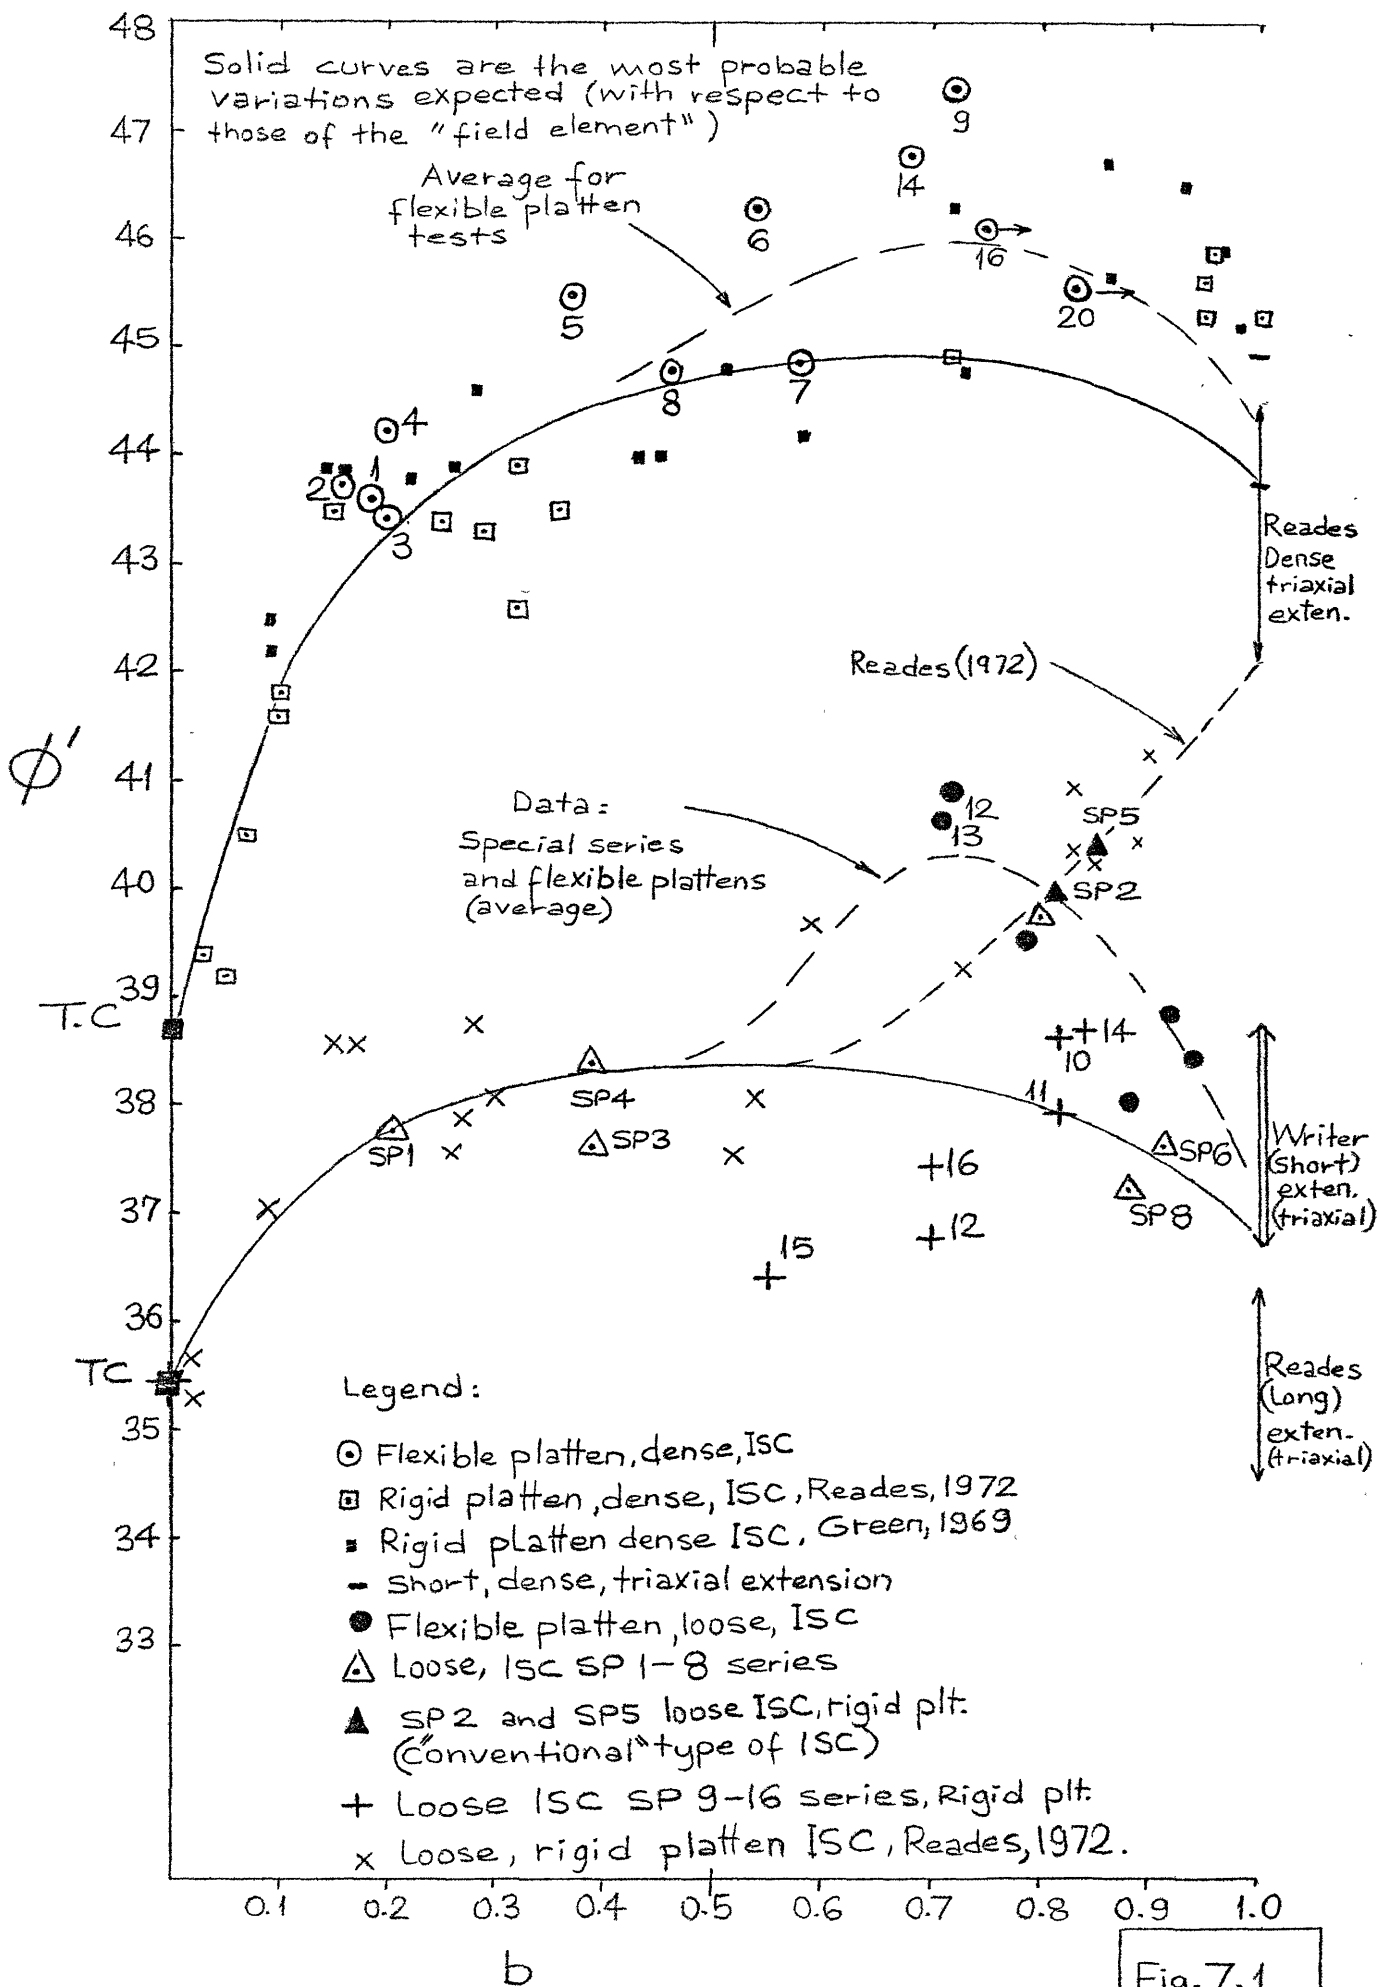 48
Solid curves are the most probable
variations expected (with respect to
those of the "field element")
47
9
14
Average for
flexible platten
tests
46
6
16
5
20
45
8
7
4
44
1
2
3
43
Reades
Dense
triaxial
exten.
42
Reades (1972)
ϕ'
41
Data:
Special series
and flexible plattens
(average)
12
13
SP5
40
SP2
39
T.C
14
10
11
38
SP4
SP3
SP1
SP6
SP8
Writer
(short)
exten.
(triaxial)
16
12
15
37
36
TC
35
Reades
(Long)
exten.
(triaxial)
34
33
Legend:
Flexible platten, dense, ISC
Rigid platten, dense, ISC, Reades, 1972
Rigid platten dense ISC, Green, 1969
Short, dense, triaxial extension
Flexible platten, loose, ISC
Loose, ISC SP 1-8 series
SP2 and SP5 loose ISC, rigid plt.
("Conventional" type of ISC)
Loose ISC SP 9-16 series, Rigid plt.
Loose, rigid platten ISC, Reades, 1972.
0.1 0.2 0.3 0.4 0.5 0.6 0.7 0.8 0.9 1.0
b
Fig. 7.1